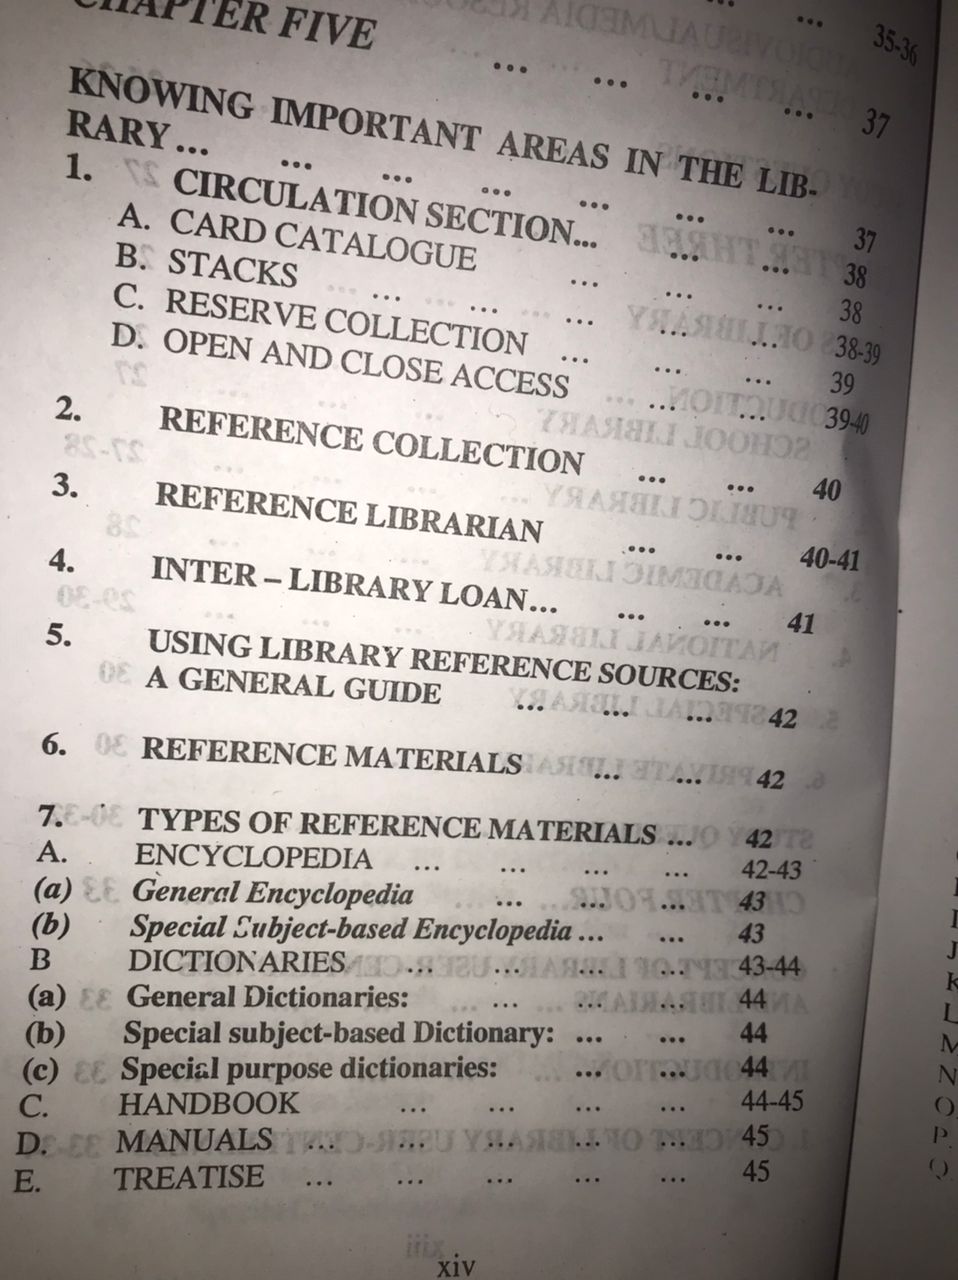 ... 35-36
CHAPTER FIVE ... ... ... ... 37
KNOWING IMPORTANT AREAS IN THE LIB-
RARY... ... ... ... ... ... ... 37
1. CIRCULATION SECTION... ... ... 38
A. CARD CATALOGUE ... ... ... 38
B. STACKS ... ... ... ... ... 38-39
C. RESERVE COLLECTION ... ... ... 39
D. OPEN AND CLOSE ACCESS ... ... 39-40
2. REFERENCE COLLECTION ... ... 40
3. REFERENCE LIBRARIAN ... ... 40-41
4. INTER – LIBRARY LOAN... ... ... 41
5. USING LIBRARY REFERENCE SOURCES:
A GENERAL GUIDE ... ... ... 42
6. REFERENCE MATERIALS ... ... 42
7. TYPES OF REFERENCE MATERIALS ... 42
A. ENCYCLOPEDIA ... ... ... ... 42-43
(a) General Encyclopedia ... ... ... 43
(b) Special Subject-based Encyclopedia ... ... 43
B DICTIONARIES ... ... ... ... 43-44
(a) General Dictionaries: ... ... ... 44
(b) Special subject-based Dictionary: ... ... 44
(c) Special purpose dictionaries: ... ... 44
C. HANDBOOK ... ... ... ... 44-45
D. MANUALS ... ... ... ... ... 45
E. TREATISE ... ... ... ... ... 45
xiv